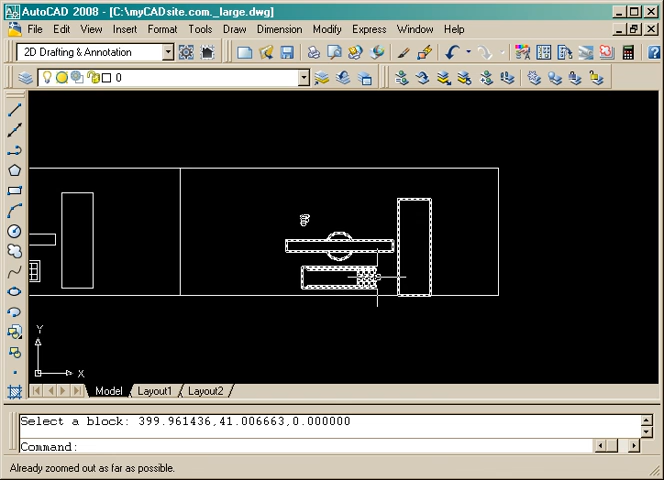 AutoCAD 2008 - [C:\myCADsite.com._large.dwg]
File Edit View Insert Format Tools Draw Dimension Modify Express Window Help
2D Drafting & Annotation
0
Y
X
Model Layout1 Layout2
Select a block: 399.961436,41.006663,0.000000
Command:
Already zoomed out as far as possible.